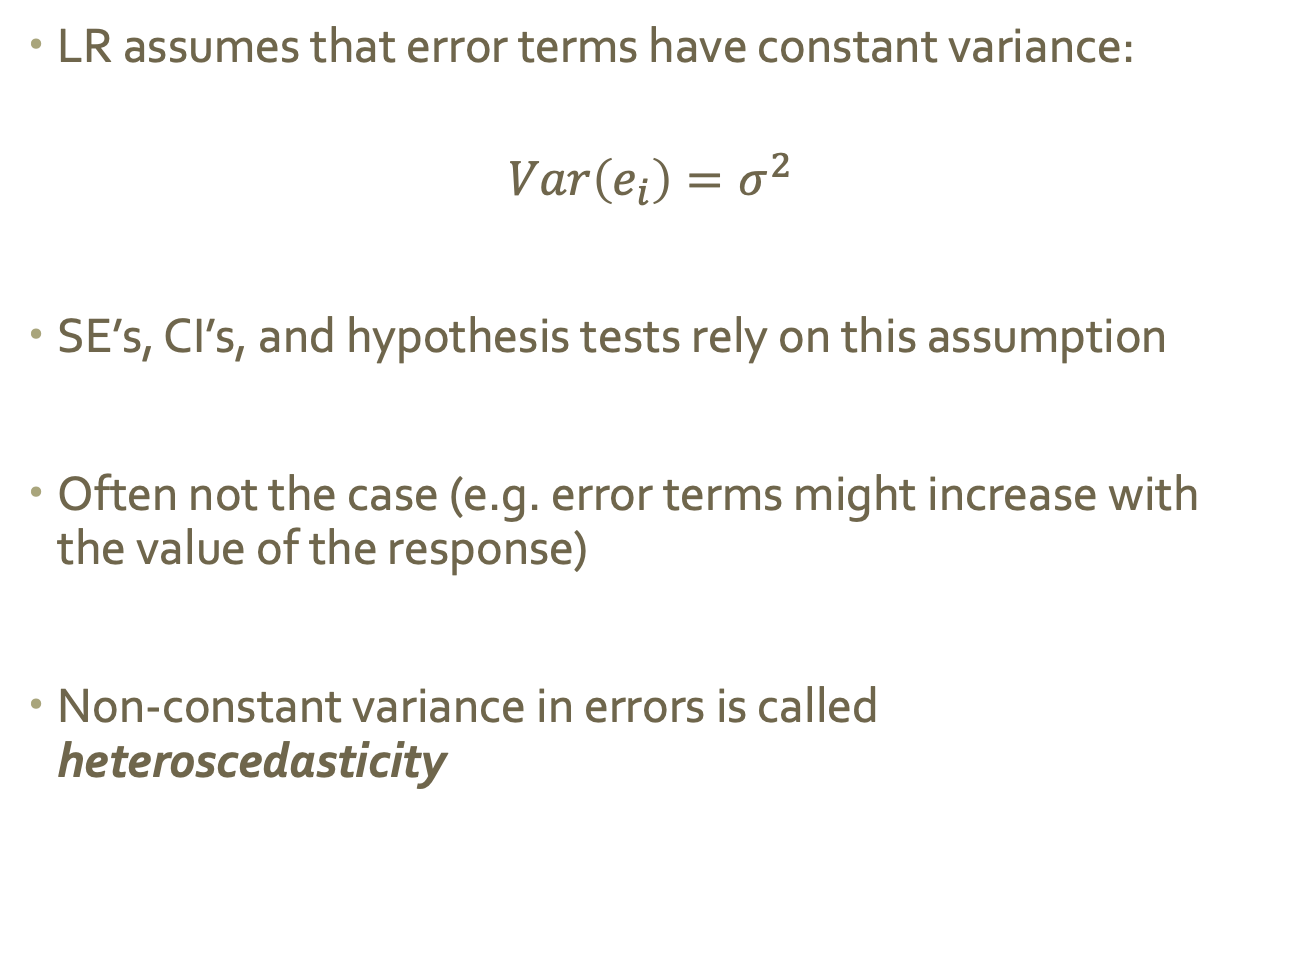 • LR assumes that error terms have constant variance:
Var(eᵢ) = σ²
• SE’s, CI’s, and hypothesis tests rely on this assumption
• Often not the case (e.g. error terms might increase with
the value of the response)
• Non-constant variance in errors is called
heteroscedasticity